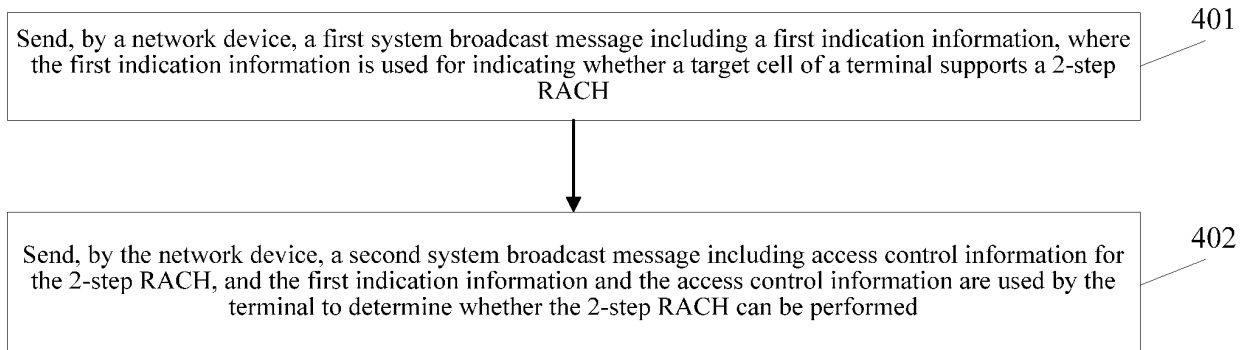 401
Send, by a network device, a first system broadcast message including a first indication information, where
the first indication information is used for indicating whether a target cell of a terminal supports a 2-step
RACH
402
Send, by the network device, a second system broadcast message including access control information for
the 2-step RACH, and the first indication information and the access control information are used by the
terminal to determine whether the 2-step RACH can be performed